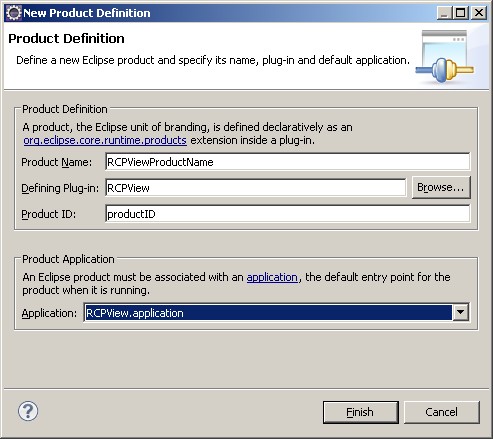 New Product Definition
Product Definition
Define a new Eclipse product and specify its name, plug-in and default application.
Product Definition
A product, the Eclipse unit of branding, is defined declaratively as an
org.eclipse.core.runtime.products extension inside a plug-in.
Product Name: RCPViewProductName
Defining Plug-in: RCPView Browse...
Product ID: productID
Product Application
An Eclipse product must be associated with an application, the default entry point for the
product when it is running.
Application: RCPView.application
? Finish Cancel